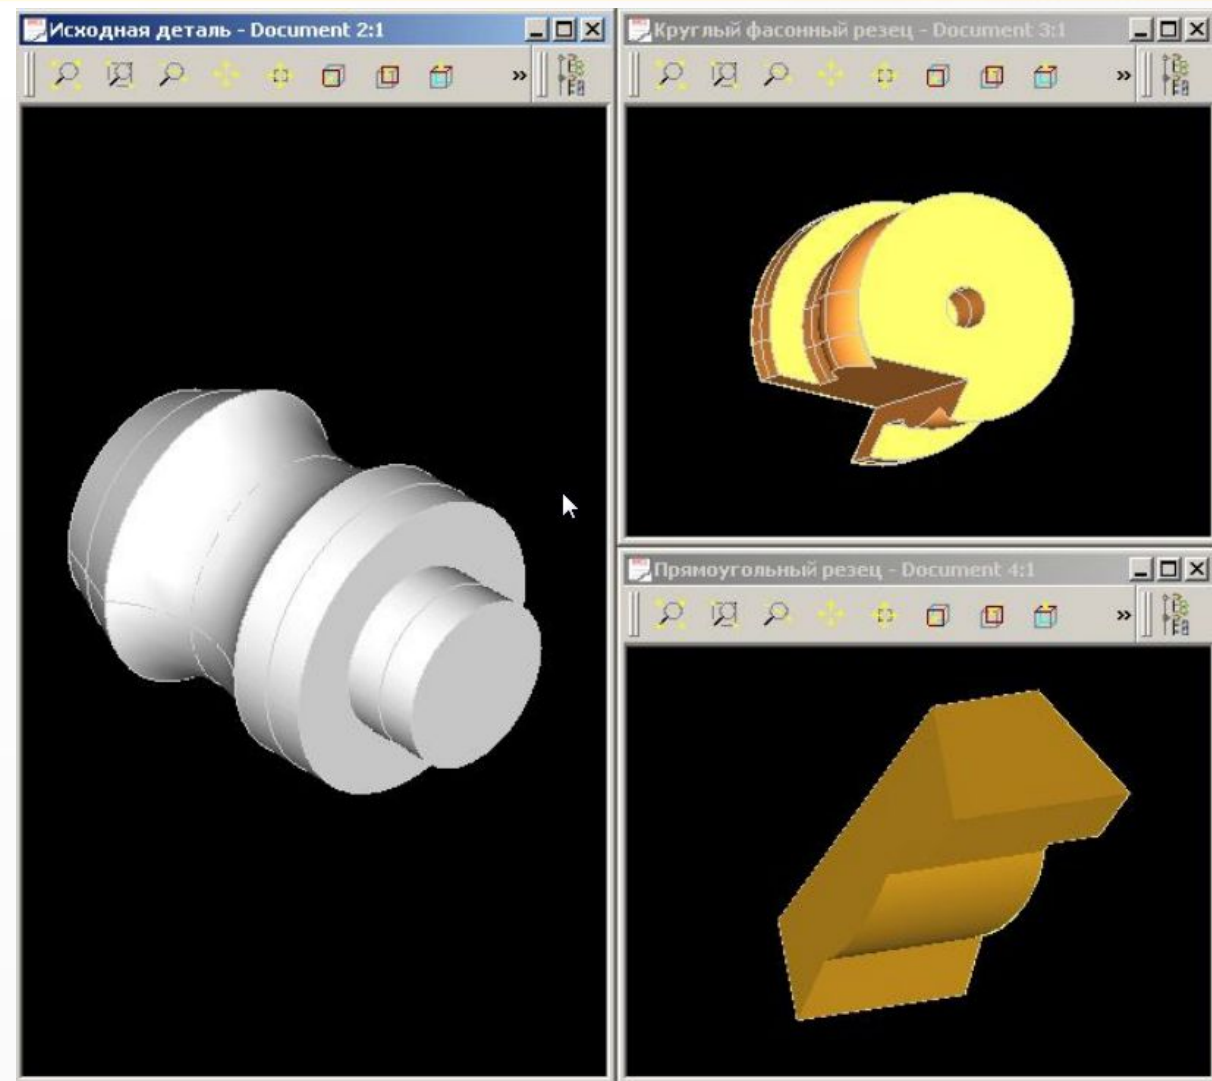 Исходная деталь - Document 2:1
»
Круглый фасонный резец - Document 3:1
»
Прямоугольный резец - Document 4:1
»